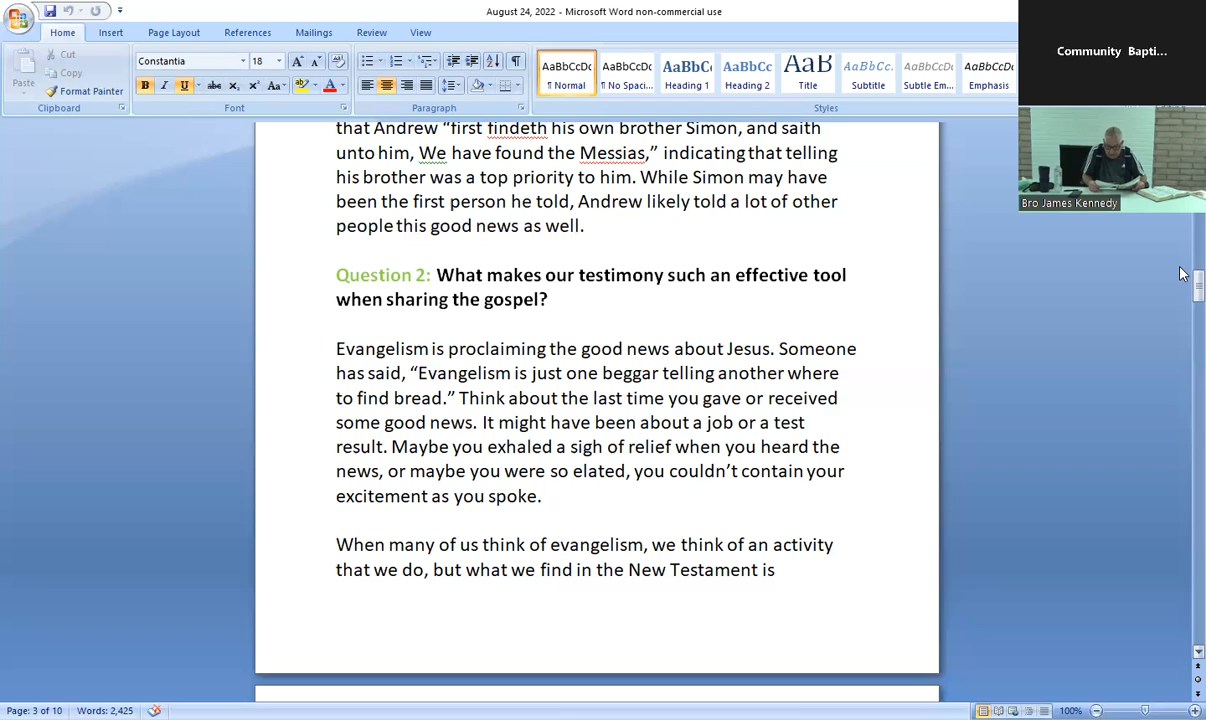 August 24, 2022 - Microsoft Word non-commercial use
Home Insert Page Layout References Mailings Review View
Paste
Cut
Copy
Format Painter
Clipboard
Constantia 18
Font
Paragraph
AaBbCcDc AaBbCcDc AaBbC AaBbCc AaB AaBbCc. AaBbCcDc AaBbCcDc
¶ Normal ¶ No Spaci... Heading 1 Heading 2 Title Subtitle Subtle Em... Emphasis
Styles
Community Bapti...
Bro James Kennedy
that Andrew “first findeth his own brother Simon, and saith
unto him, We have found the Messias,” indicating that telling
his brother was a top priority to him. While Simon may have
been the first person he told, Andrew likely told a lot of other
people this good news as well.
Question 2: What makes our testimony such an effective tool
when sharing the gospel?
Evangelism is proclaiming the good news about Jesus. Someone
has said, “Evangelism is just one beggar telling another where
to find bread.” Think about the last time you gave or received
some good news. It might have been about a job or a test
result. Maybe you exhaled a sigh of relief when you heard the
news, or maybe you were so elated, you couldn’t contain your
excitement as you spoke.
When many of us think of evangelism, we think of an activity
that we do, but what we find in the New Testament is
Page: 3 of 10 Words: 2,425
100%